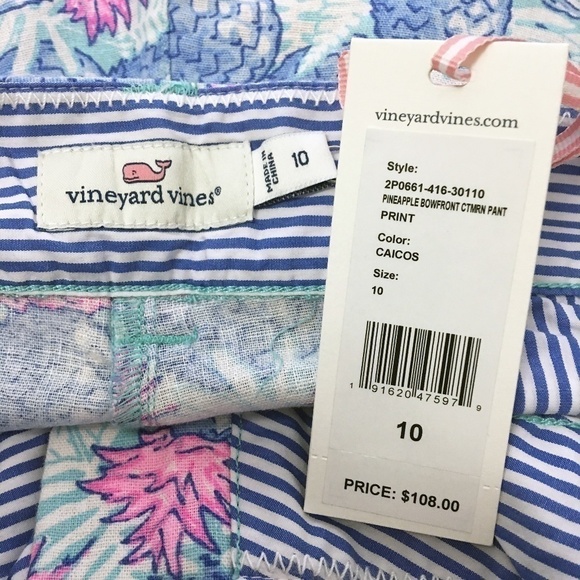 vineyard vines®
MADE IN
CHINA
10
vineyardvines.com
Style:
2P0661-416-30110
PINEAPPLE BOWFRONT CTMRN PANT
PRINT
Color:
CAICOS
Size:
10
1 91620 47597 9
10
PRICE: $108.00